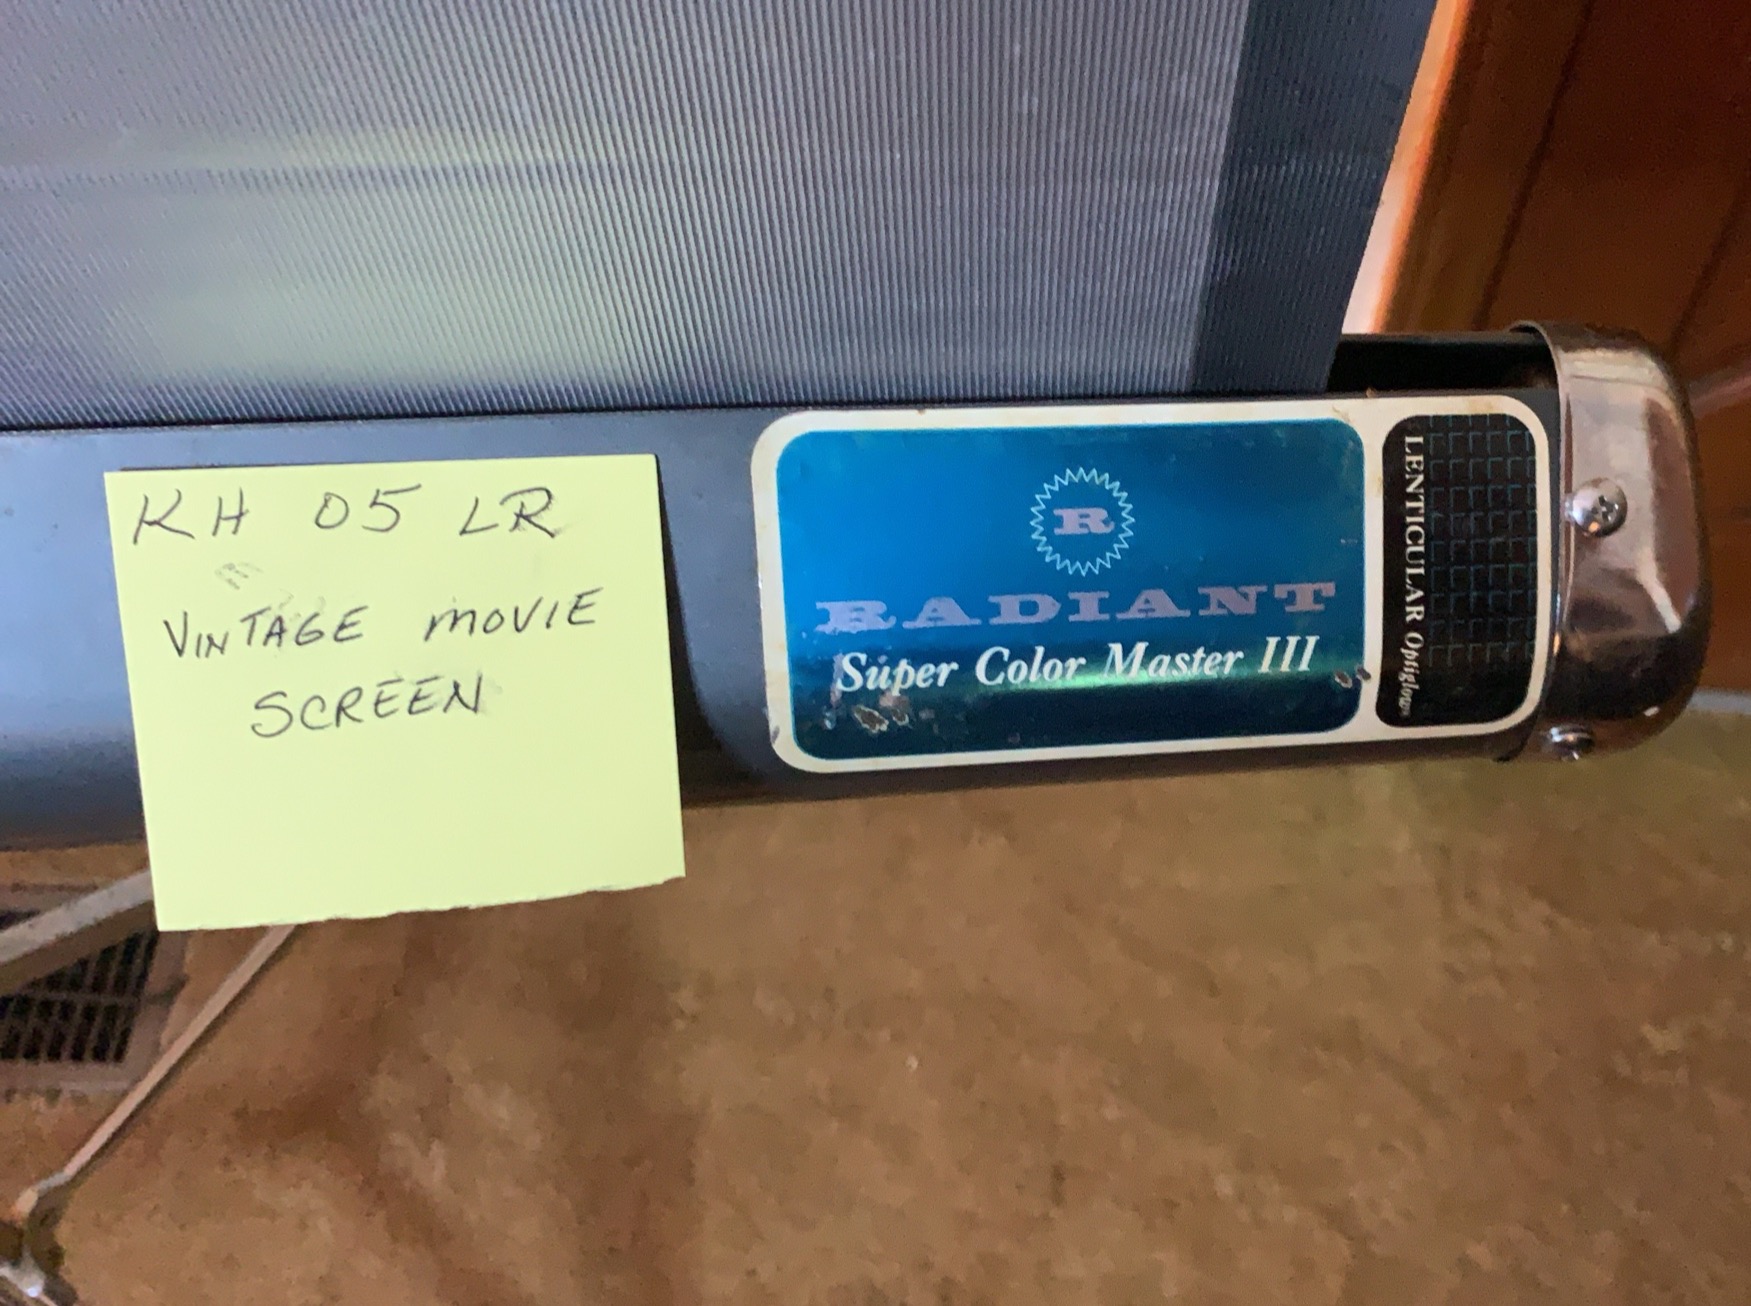 KH 05 LR
VINTAGE MOVIE
SCREEN
R
RADIANT
Super Color Master III
LENTICULAR Optiglow